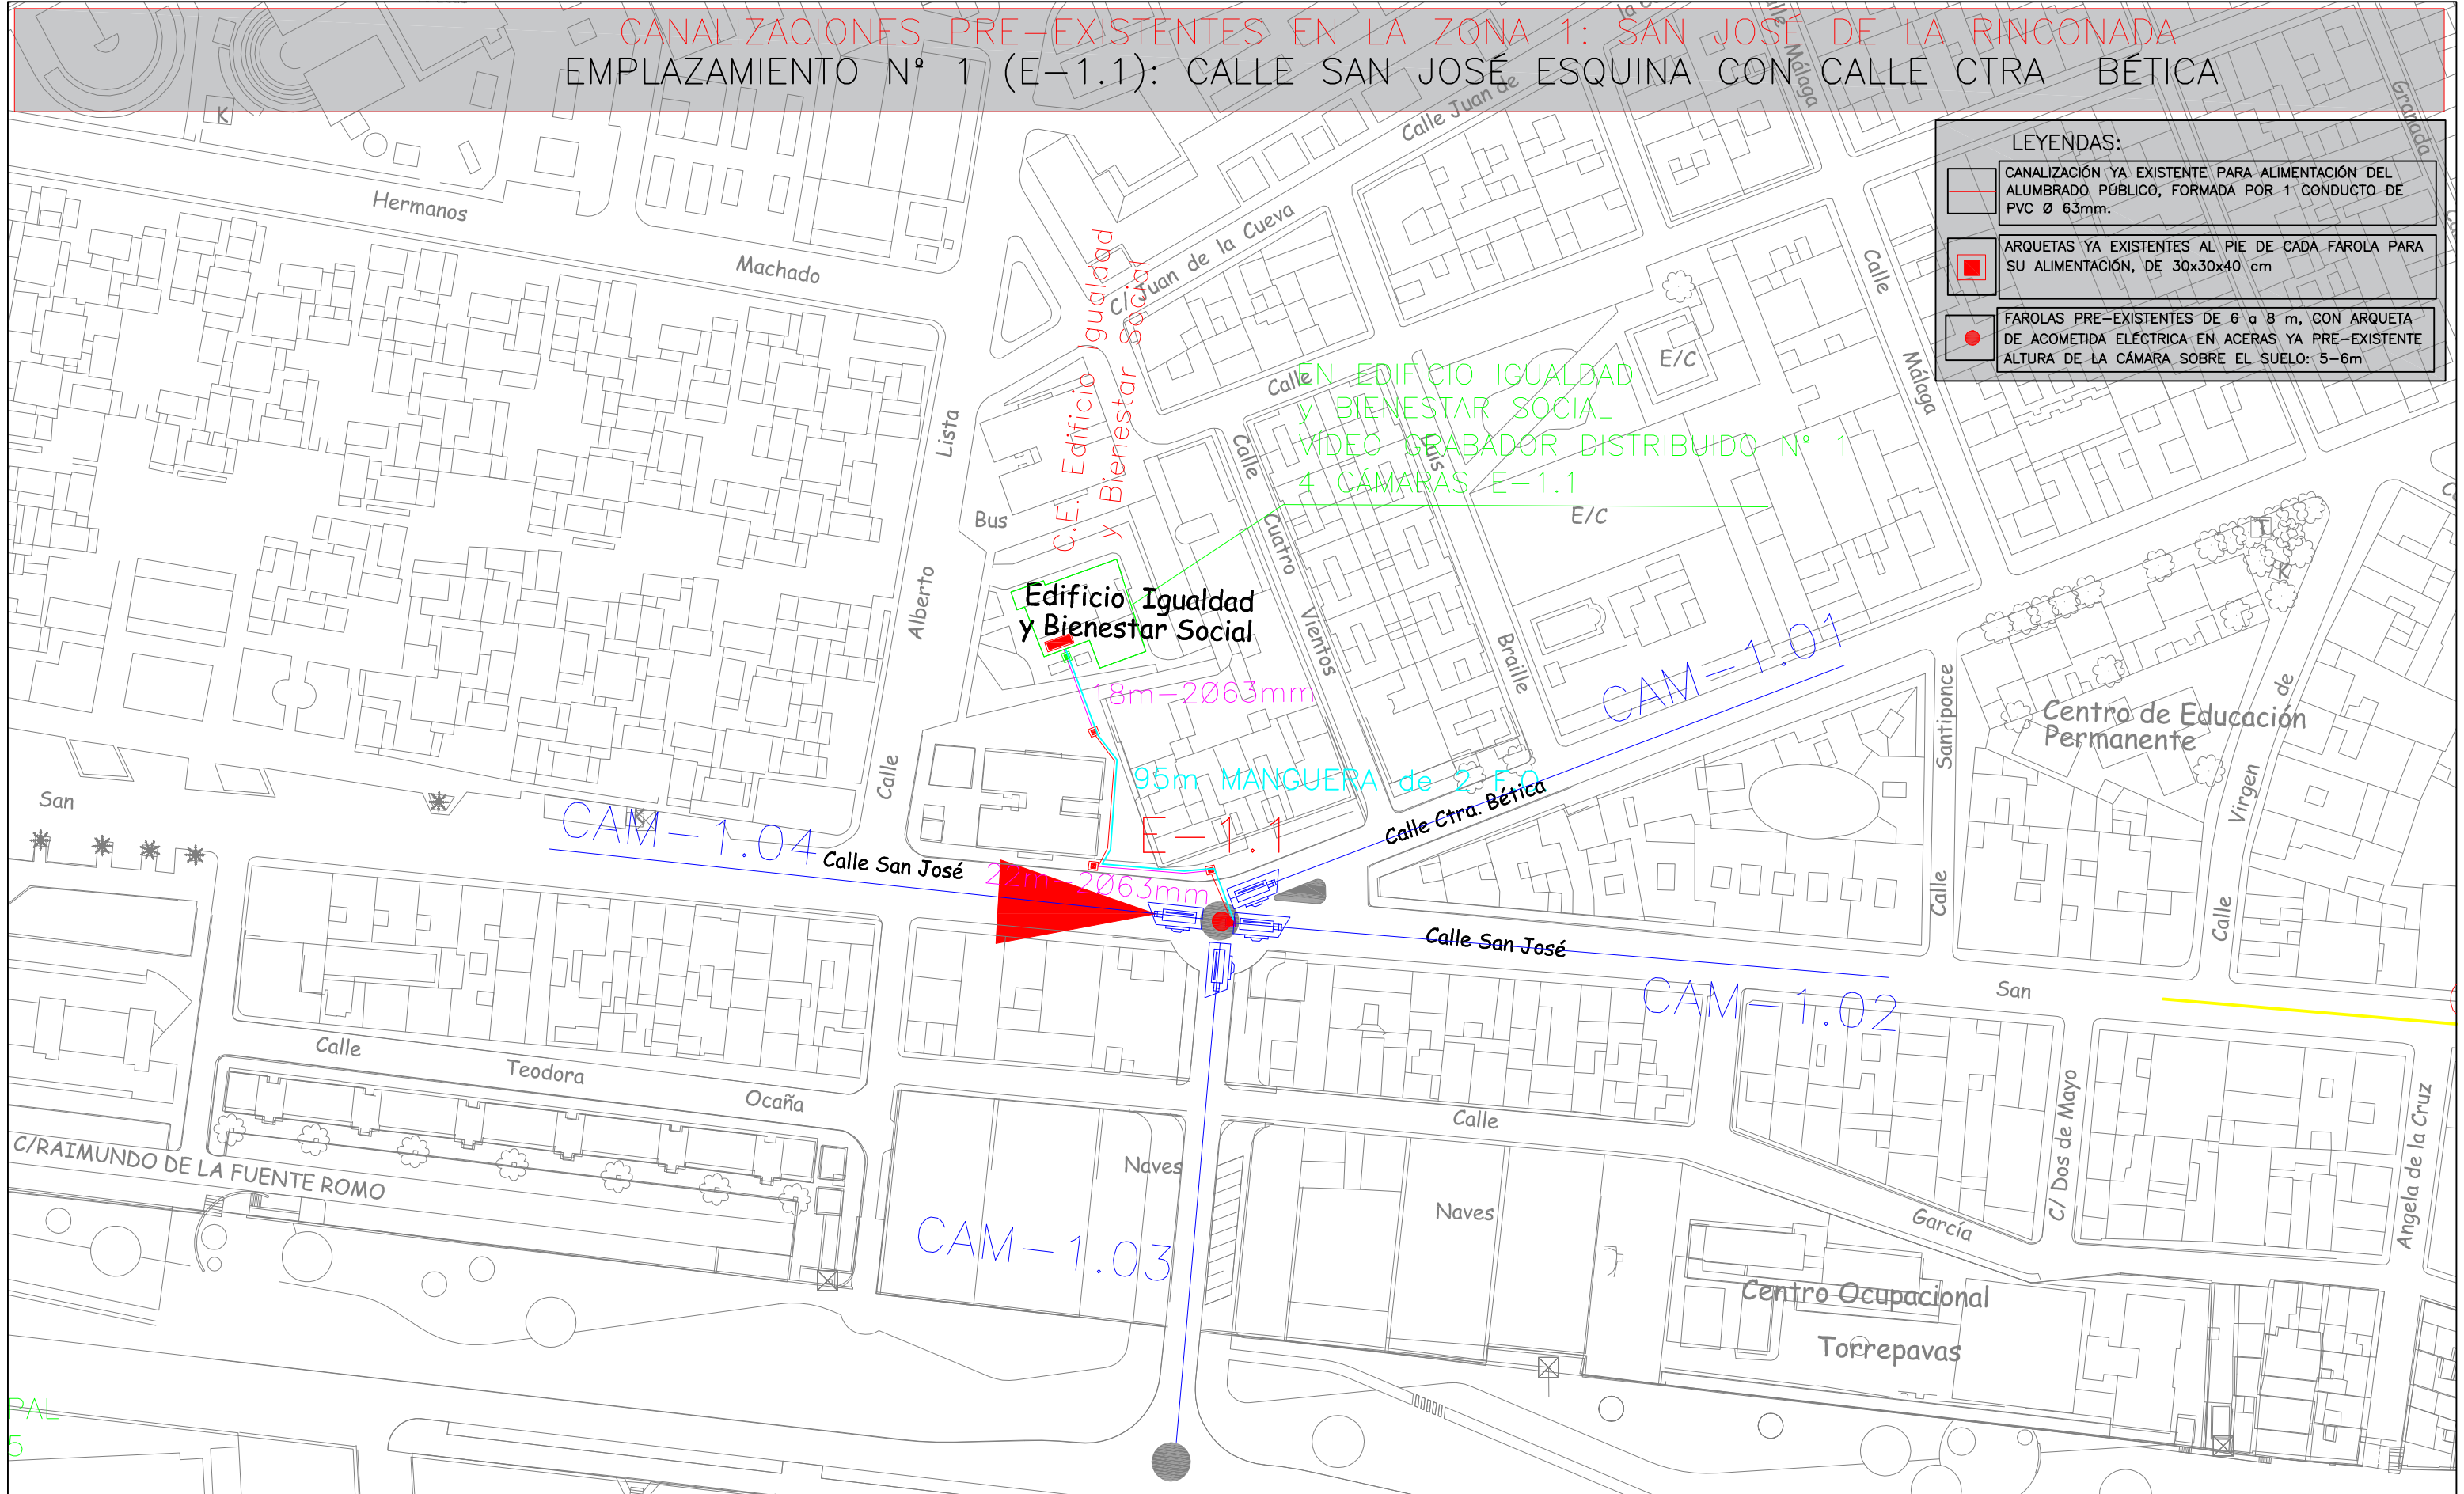 CANALIZACIONES PRE-EXISTENTES EN LA ZONA 1: SAN JOSÉ DE LA RINCONADA
EMPLAZAMIENTO Nº 1 (E-1.1): CALLE SAN JOSÉ ESQUINA CON CALLE CTRA BÉTICA
LEYENDAS:
CANALIZACIÓN YA EXISTENTE PARA ALIMENTACIÓN DEL
ALUMBRADO PÚBLICO, FORMADA POR 1 CONDUCTO DE
PVC Ø 63mm.
ARQUETAS YA EXISTENTES AL PIE DE CADA FAROLA PARA
SU ALIMENTACIÓN, DE 30x30x40 cm
FAROLAS PRE-EXISTENTES DE 6 a 8 m, CON ARQUETA
DE ACOMETIDA ELÉCTRICA EN ACERAS YA PRE-EXISTENTE
ALTURA DE LA CÁMARA SOBRE EL SUELO: 5-6m
K
Hermanos
Machado
Calle Juan de
Málaga
Granada
C/ Juan de la Cueva
Calle
Málaga
E/C
Calle
Luis
Braille
C.E. Edificio Igualdad
y Bienestar Social
EN EDIFICIO IGUALDAD
y BIENESTAR SOCIAL
VIDEO GRABADOR DISTRIBUIDO Nº 1
4 CÁMARAS E-1.1
E/C
Bus
Calle
Alberto
Lista
Calle
Cuatro
Vientos
Edificio Igualdad
y Bienestar Social
18m-2Ø63mm
95m MANGUERA de 2 F.O.
E-1.1
22m-2Ø63mm
CAM-1.01
Calle Ctra. Bética
CAM-1.04
Calle San José
Calle San José
CAM-1.02
CAM-1.03
T
K
Centro de Educación
Permanente
Calle
Santiponce
Calle
Virgen
de
San
K
San
Calle
Teodora
Ocaña
C/RAIMUNDO DE LA FUENTE ROMO
Naves
Naves
Calle
García
C/ Dos de Mayo
Angela de la Cruz
Centro Ocupacional
Torrepavas
PAL
5